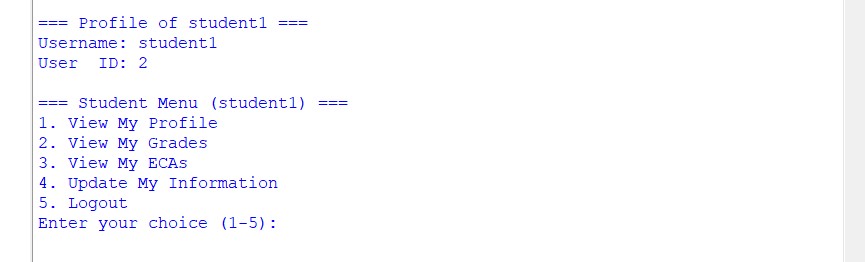 === Profile of student1 ===
Username: student1
User  ID: 2
=== Student Menu (student1) ===
1. View My Profile
2. View My Grades
3. View My ECAs
4. Update My Information
5. Logout
Enter your choice (1-5):